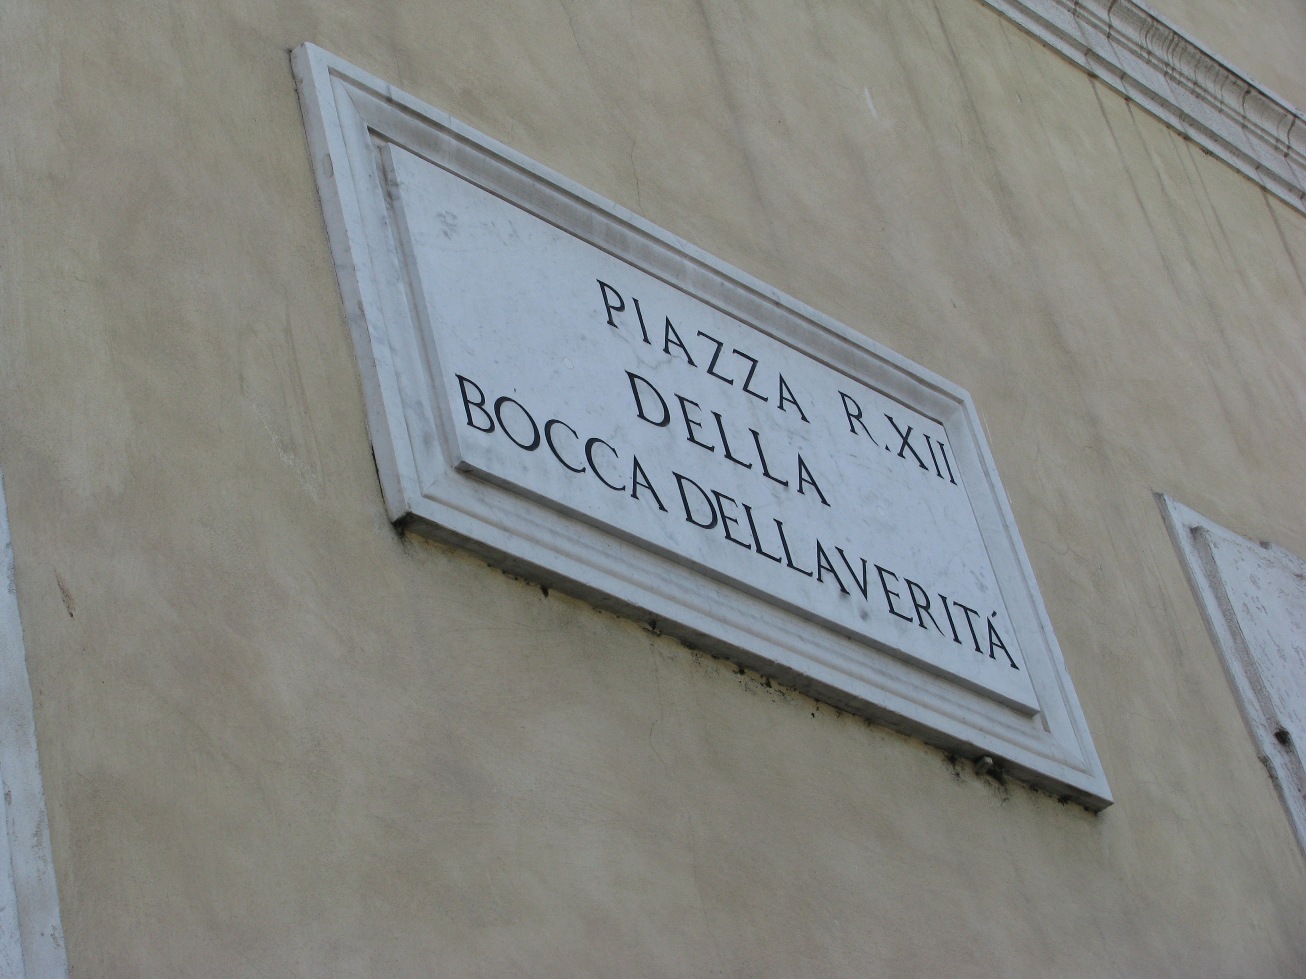 PIAZZA R.XII
DELLA
BOCCA DELLA VERITÁ